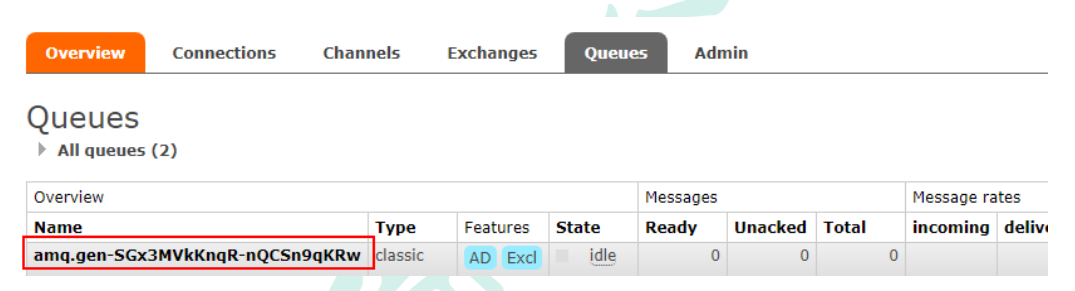 Overview Connections Channels Exchanges Queues Admin
Queues
All queues (2)
Overview Messages Message rates
Name Type Features State Ready Unacked Total incoming delive
amq.gen-SGx3MVkKnqR-nQCSn9qKRw classic AD Excl idle 0 0 0